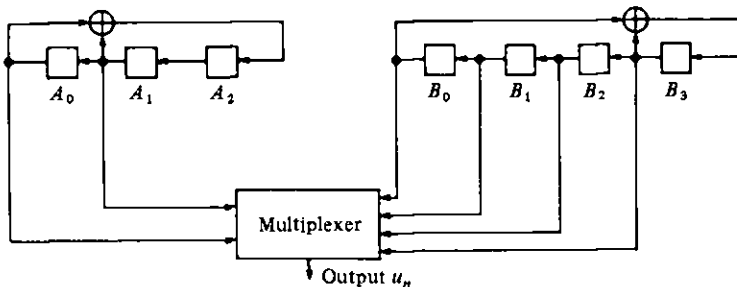 A₀ A₁ A₂
B₀ B₁ B₂ B₃
Multiplexer
Output uₙ